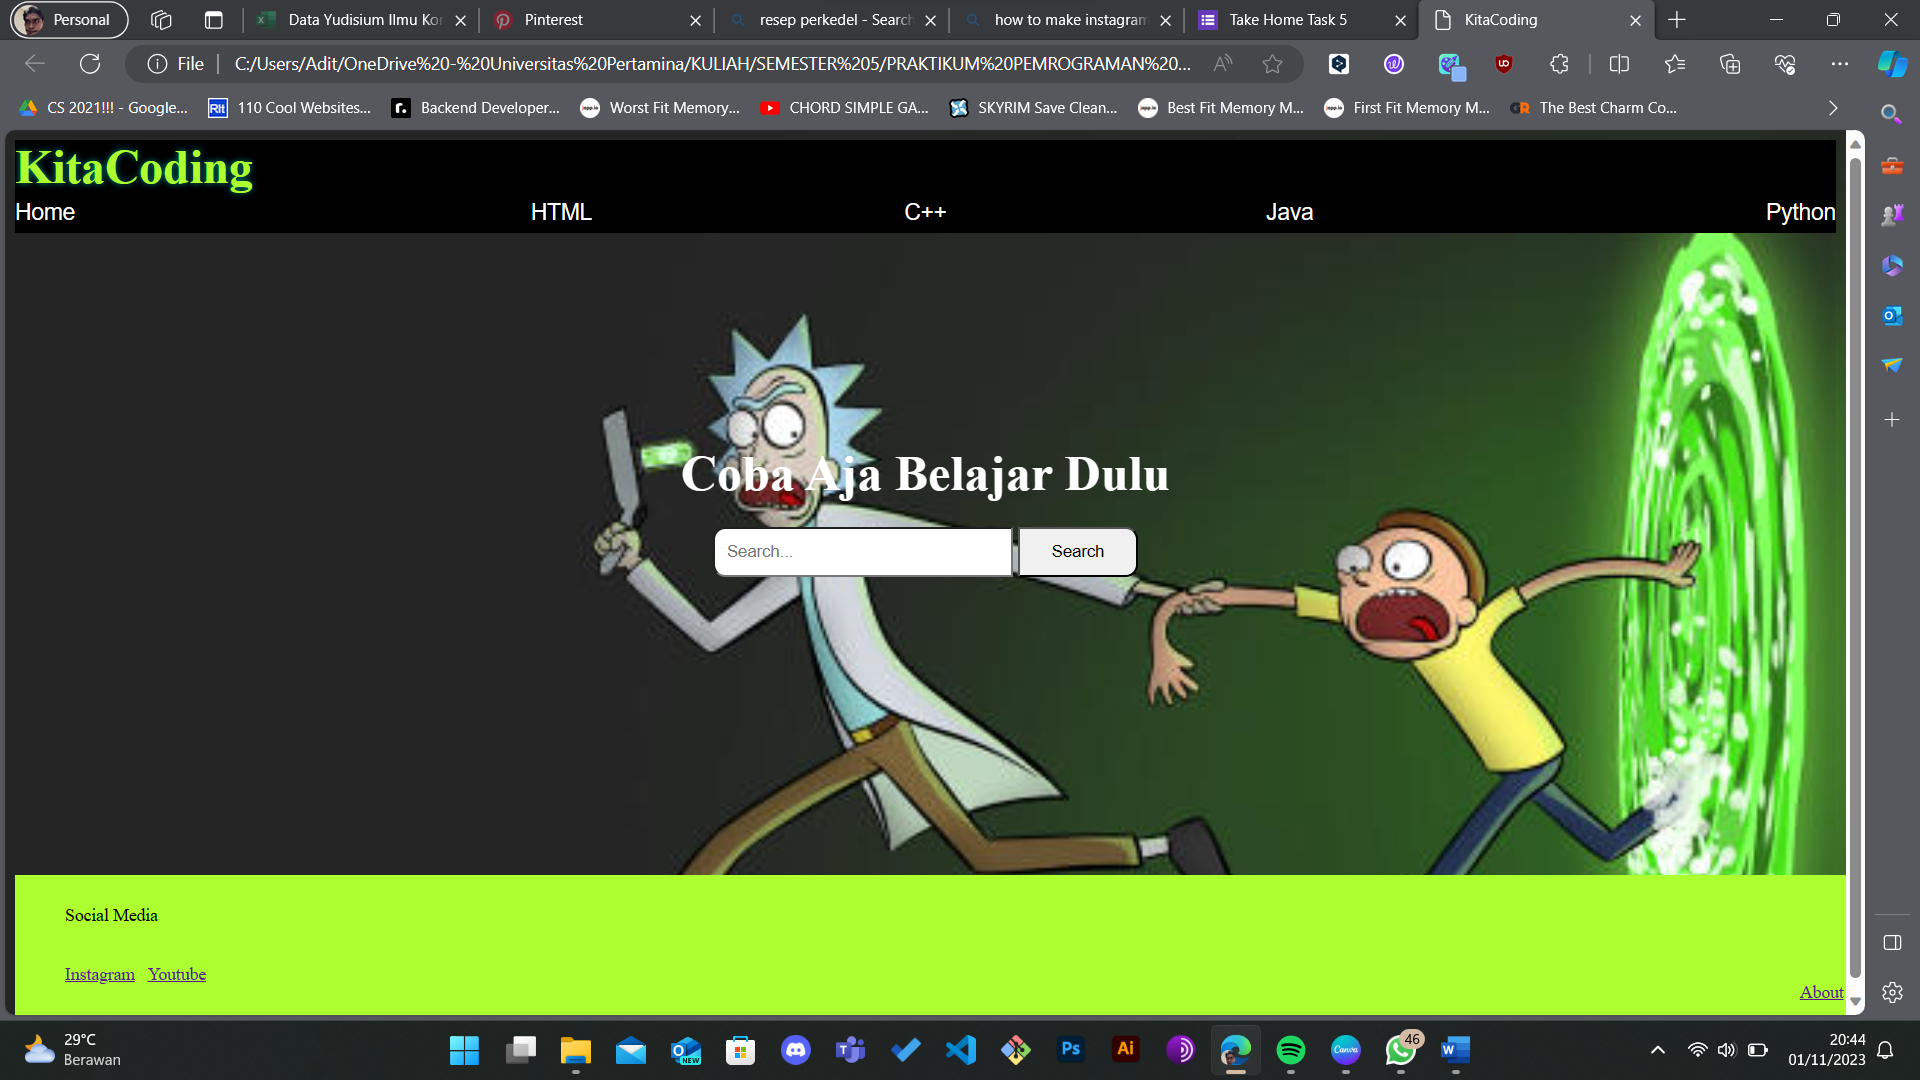 Personal
Data Yudisium Ilmu Kor
Pinterest
resep perkedel - Search
how to make instagram
Take Home Task 5
KitaCoding
File
C:/Users/Adit/OneDrive%20-%20Universitas%20Pertamina/KULIAH/SEMESTER%205/PRAKTIKUM%20PEMROGRAMAN%20...
CS 2021!!! - Google...
110 Cool Websites...
Backend Developer...
Worst Fit Memory...
CHORD SIMPLE GA...
SKYRIM Save Clean...
Best Fit Memory M...
First Fit Memory M...
The Best Charm Co...
KitaCoding
Home HTML C++ Java Python
Coba Aja Belajar Dulu
Search... Search
Social Media
Instagram Youtube
About
29°C
Berawan
NEW
Ps
Ai
Canva
46
W
20:44
01/11/2023